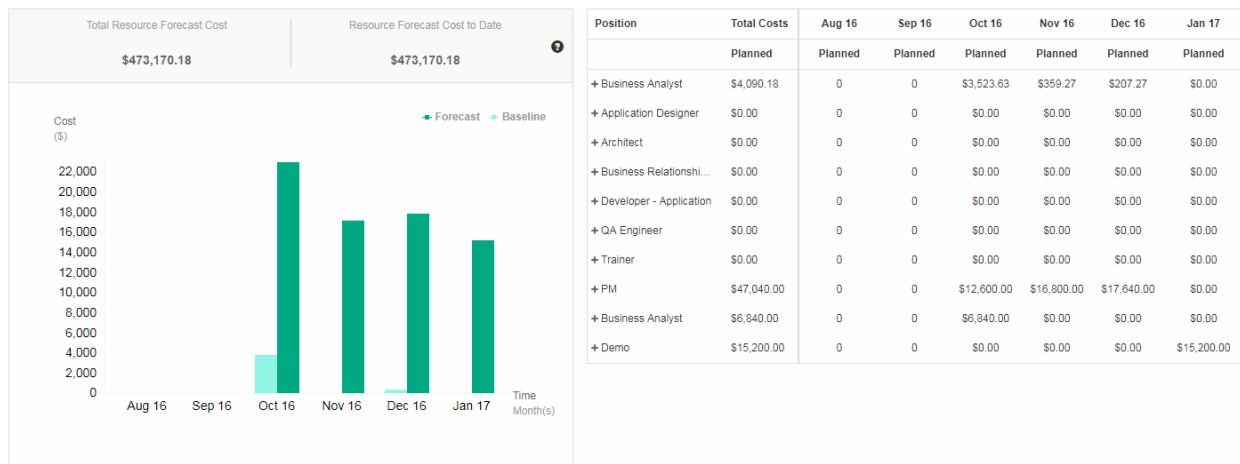 Total Resource Forecast Cost
$473,170.18
Resource Forecast Cost to Date
$473,170.18
?
Cost
($)
Forecast Baseline
22,000
20,000
18,000
16,000
14,000
12,000
10,000
8,000
6,000
4,000
2,000
0
Aug 16 Sep 16 Oct 16 Nov 16 Dec 16 Jan 17
Time
Month(s)
Position Total Costs Aug 16 Sep 16 Oct 16 Nov 16 Dec 16 Jan 17
Planned Planned Planned Planned Planned Planned Planned
+ Business Analyst $4,090.18 0 0 $3,523.63 $359.27 $207.27 $0.00
+ Application Designer $0.00 0 0 $0.00 $0.00 $0.00 $0.00
+ Architect $0.00 0 0 $0.00 $0.00 $0.00 $0.00
+ Business Relationshi... $0.00 0 0 $0.00 $0.00 $0.00 $0.00
+ Developer - Application $0.00 0 0 $0.00 $0.00 $0.00 $0.00
+ QA Engineer $0.00 0 0 $0.00 $0.00 $0.00 $0.00
+ Trainer $0.00 0 0 $0.00 $0.00 $0.00 $0.00
+ PM $47,040.00 0 0 $12,600.00 $16,800.00 $17,640.00 $0.00
+ Business Analyst $6,840.00 0 0 $6,840.00 $0.00 $0.00 $0.00
+ Demo $15,200.00 0 0 $0.00 $0.00 $0.00 $15,200.00